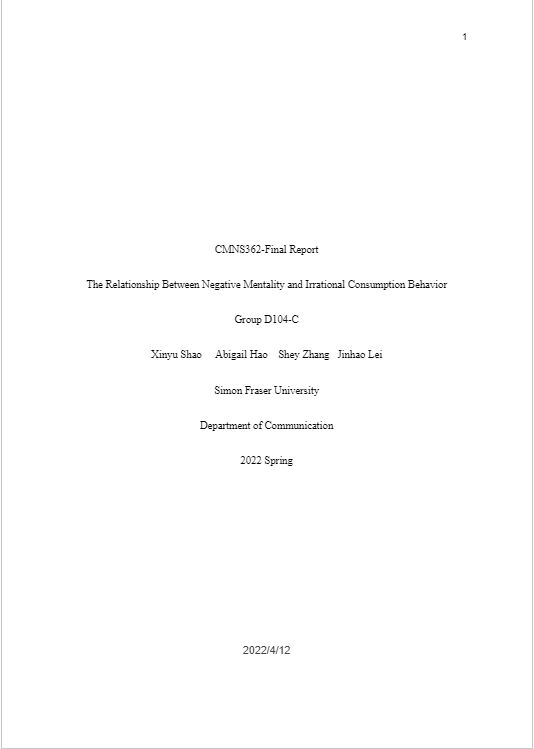 1
CMNS362-Final Report
The Relationship Between Negative Mentality and Irrational Consumption Behavior
Group D104-C
Xinyu Shao Abigail Hao Shey Zhang Jinhao Lei
Simon Fraser University
Department of Communication
2022 Spring
2022/4/12